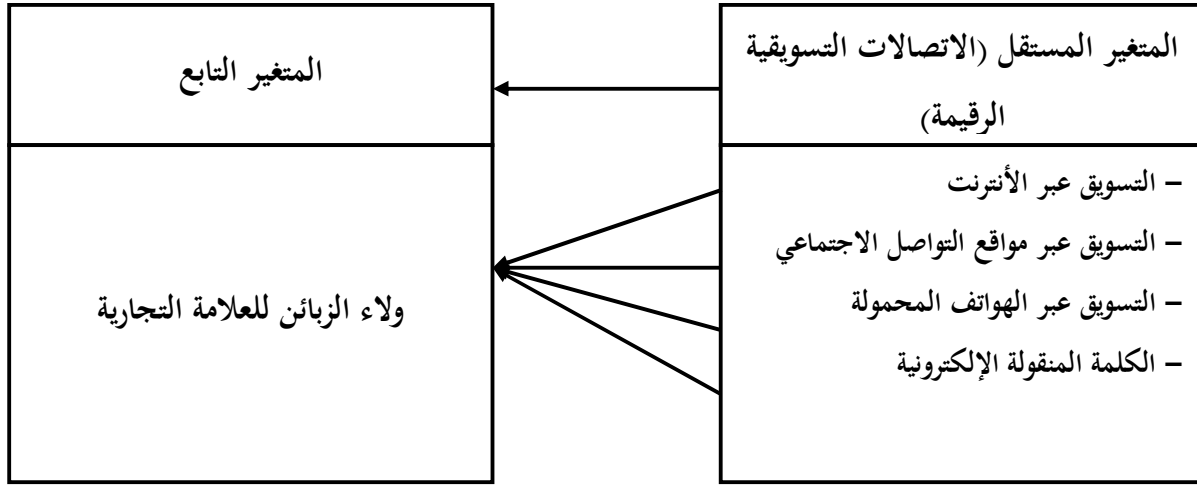 المتغير المستقل (الاتصالات التسويقية
الرقيمة)
المتغير التابع
– التسويق عبر الأنترنت
– التسويق عبر مواقع التواصل الاجتماعي
– التسويق عبر الهواتف المحمولة
– الكلمة المنقولة الإلكترونية
ولاء الزبائن للعلامة التجارية